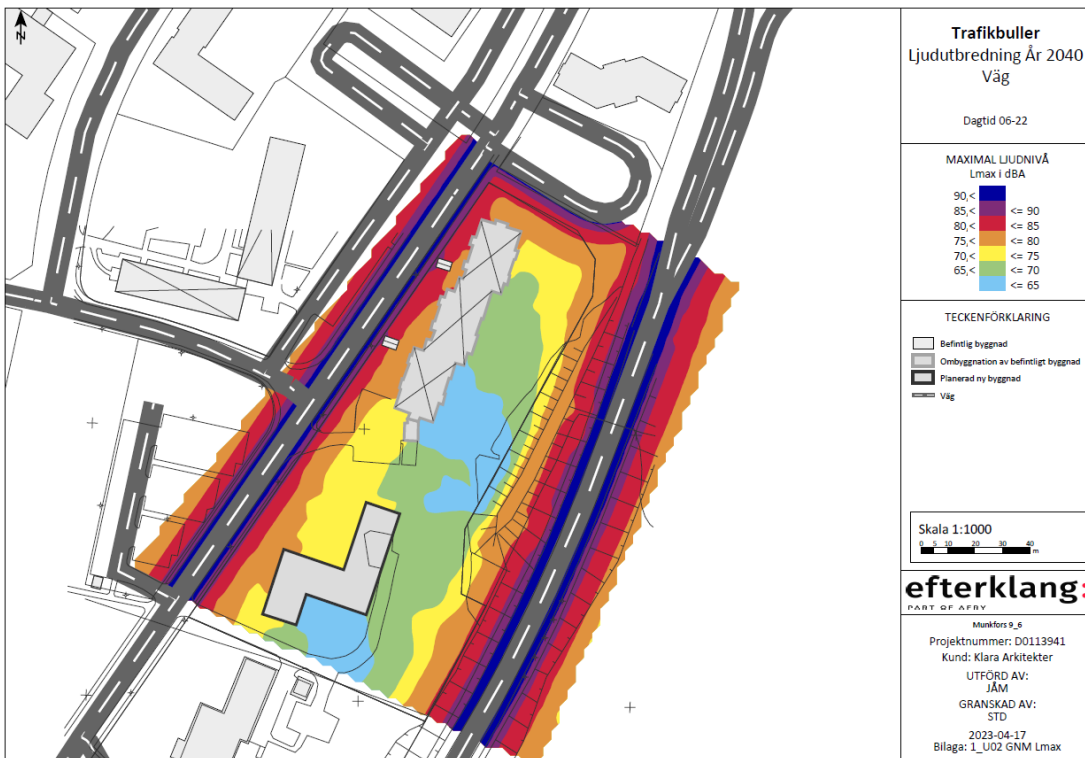 N
Trafikbuller
Ljudutbredning År 2040
Väg
Dagtid 06-22
MAXIMAL LJUDNIVÅ
Lmax i dBA
90,<
85,< <= 90
80,< <= 85
75,< <= 80
70,< <= 75
65,< <= 70
<= 65
TECKENFÖRKLARING
Befintlig byggnad
Ombyggnation av befintligt byggnad
Planerad ny byggnad
Väg
Skala 1:1000
0 5 10 20 30 40
m
efterklang:
PART OF AFRY
Munkfors 9_6
Projektnummer: D0113941
Kund: Klara Arkitekter
UTFÖRD AV:
JÅM
GRANSKAD AV:
STD
2023-04-17
Bilaga: 1_U02 GNM Lmax